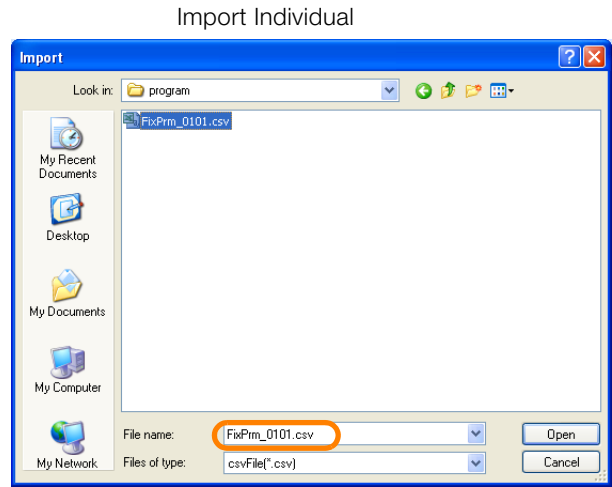 Import Individual
Import
Look in:
program
FixPrm_0101.csv
My Recent
Documents
Desktop
My Documents
My Computer
My Network
File name:
FixPrm_0101.csv
Open
Files of type:
csvFile(*.csv)
Cancel